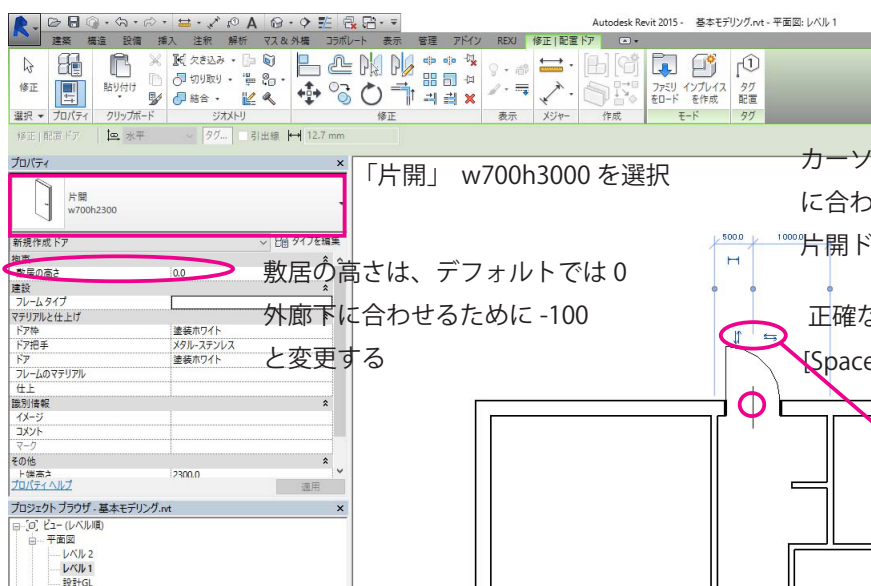 Autodesk Revit 2015 - 基本モデリング.rvt - 平面図: レベル 1
建築 構造 設備 挿入 注釈 解析 マス & 外構 コラボレート 表示 管理 アドイン REXJ 修正 | 配置 ドア
修正 貼り付け 欠き込み 切り取り 結合 ファミリをロード インプレイスを作成 タグ配置
選択 プロパティ クリップボード ジオメトリ 修正 表示 メジャー 作成 モード タグ
修正 | 配置 ドア 水平 タグ... 引出線 12.7 mm
プロパティ
片開
w700h2300
「片開」 w700h3000 を選択
新規作成 ドア タイプを編集
拘束
敷居の高さ 0.0
建設
フレーム タイプ
マテリアルと仕上げ
ドア枠 塗装ホワイト
ドア把手 メタル-ステンレス
ドア 塗装ホワイト
フレームのマテリアル
仕上
識別情報
イメージ
コメント
マーク
その他
上端高さ 2300.0
プロパティ ヘルプ 適用
敷居の高さは、デフォルトでは 0
外廊下に合わせるために -100
と変更する
カーソ
に合わ
片開ド
500.0 1000.0
正確な
[Space
プロジェクト ブラウザ - 基本モデリング.rvt
ビュー (レベル順)
平面図
レベル 2
レベル 1
設計GL